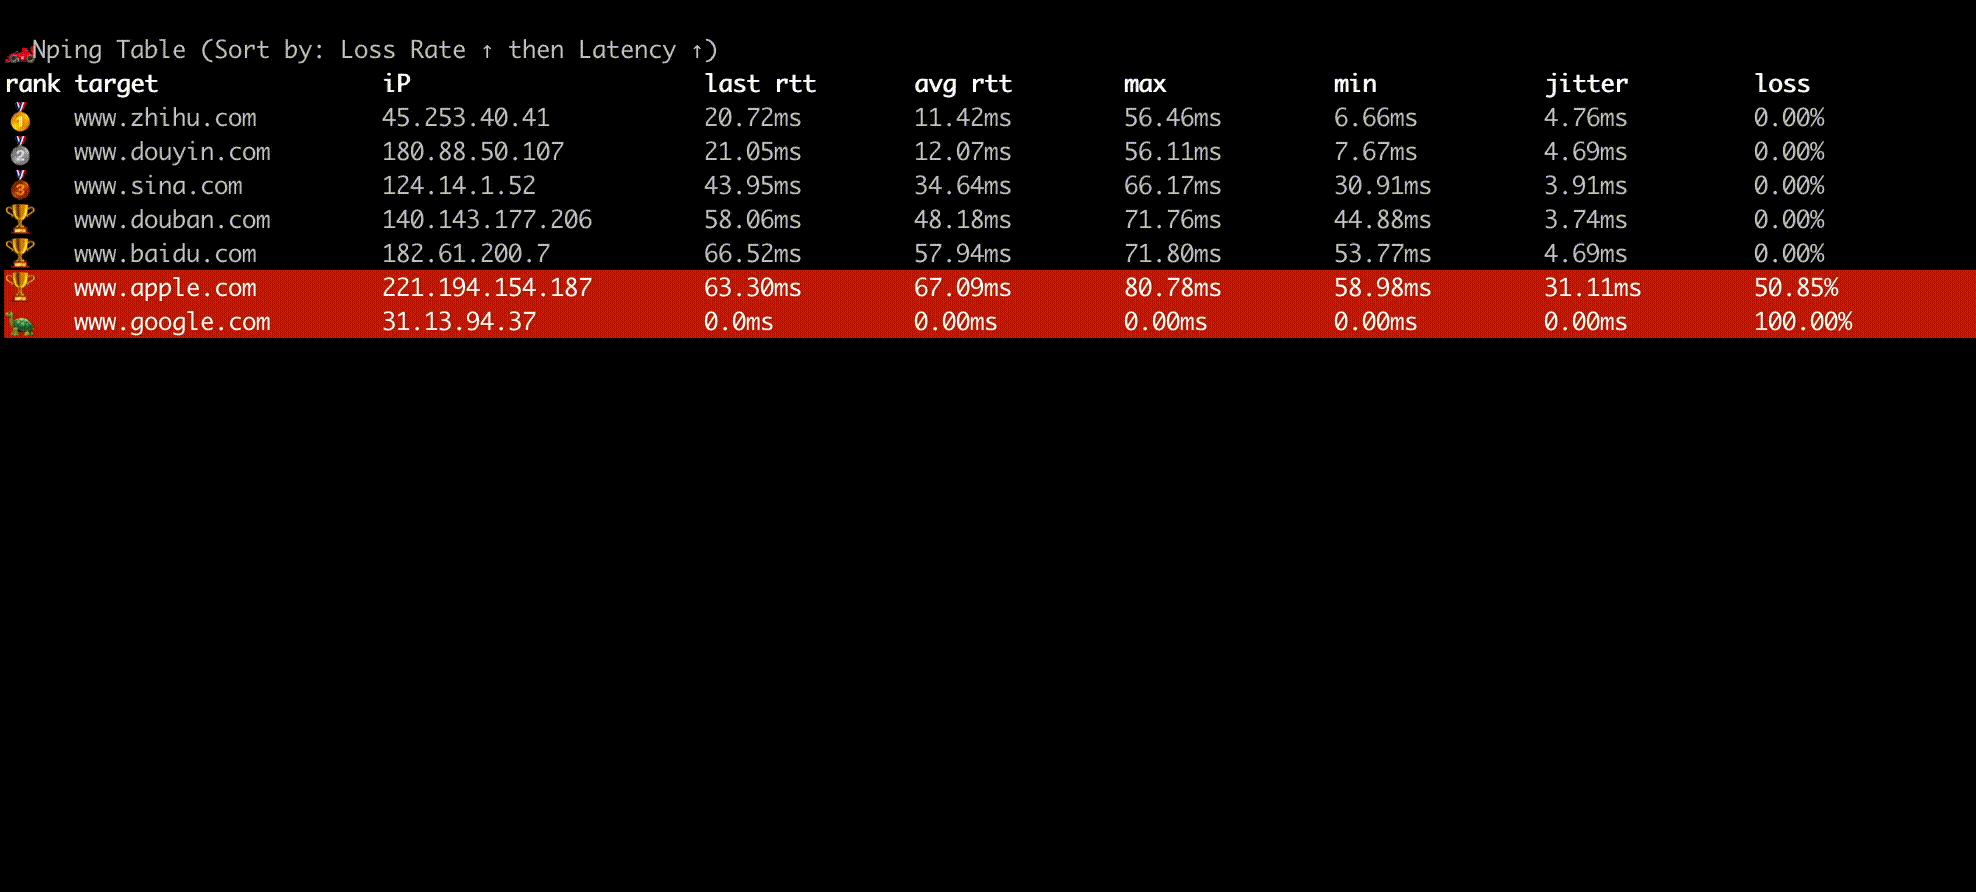 🏎Nping Table (Sort by: Loss Rate ↑ then Latency ↑)
rank target iP last rtt avg rtt max min jitter loss
🥇 www.zhihu.com 45.253.40.41 20.72ms 11.42ms 56.46ms 6.66ms 4.76ms 0.00%
🥈 www.douyin.com 180.88.50.107 21.05ms 12.07ms 56.11ms 7.67ms 4.69ms 0.00%
🥉 www.sina.com 124.14.1.52 43.95ms 34.64ms 66.17ms 30.91ms 3.91ms 0.00%
🏆 www.douban.com 140.143.177.206 58.06ms 48.18ms 71.76ms 44.88ms 3.74ms 0.00%
🏆 www.baidu.com 182.61.200.7 66.52ms 57.94ms 71.80ms 53.77ms 4.69ms 0.00%
🏆 www.apple.com 221.194.154.187 63.30ms 67.09ms 80.78ms 58.98ms 31.11ms 50.85%
🐢 www.google.com 31.13.94.37 0.0ms 0.00ms 0.00ms 0.00ms 0.00ms 100.00%